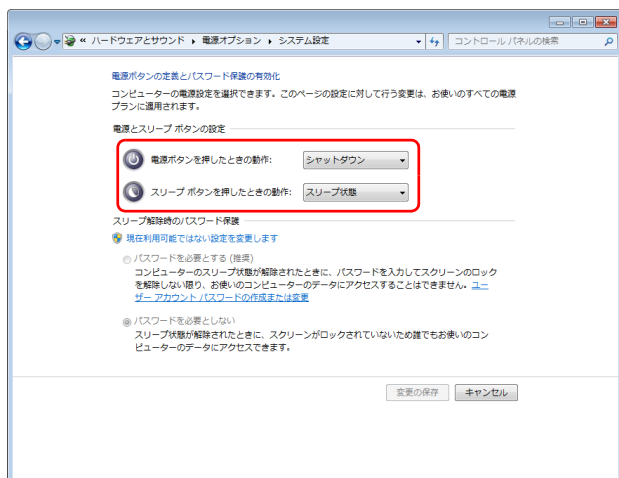 « ハードウェアとサウンド ▸ 電源オプション ▸ システム設定
コントロール パネルの検索
電源ボタンの定義とパスワード保護の有効化
コンピューターの電源設定を選択できます。このページの設定に対して行う変更は、お使いのすべての電源
プランに適用されます。
電源とスリープ ボタンの設定
電源ボタンを押したときの動作: シャットダウン
スリープ ボタンを押したときの動作: スリープ状態
スリープ解除時のパスワード保護
現在利用可能ではない設定を変更します
パスワードを必要とする (推奨)
コンピューターのスリープ状態が解除されたときに、パスワードを入力してスクリーンのロック
を解除しない限り、お使いのコンピューターのデータにアクセスすることはできません。ユー
ザー アカウント パスワードの作成または変更
パスワードを必要としない
スリープ状態が解除されたときに、スクリーンがロックされていないため誰でもお使いのコン
ピューターのデータにアクセスできます。
変更の保存 キャンセル